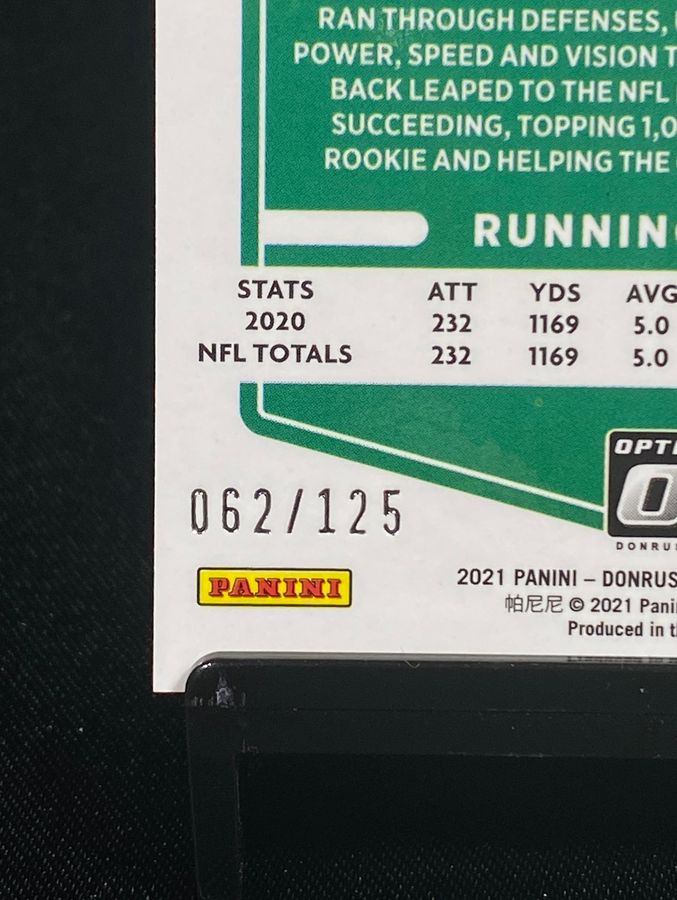 RAN THROUGH DEFENSES,
POWER, SPEED AND VISION T
BACK LEAPED TO THE NFL
SUCCEEDING, TOPPING 1,0
ROOKIE AND HELPING THE
RUNNING
STATS ATT YDS AVG
2020 232 1169 5.0
NFL TOTALS 232 1169 5.0
OPTI
O
DONRU
062/125
PANINI
2021 PANINI – DONRUS
帕尼尼 © 2021 Panin
Produced in t